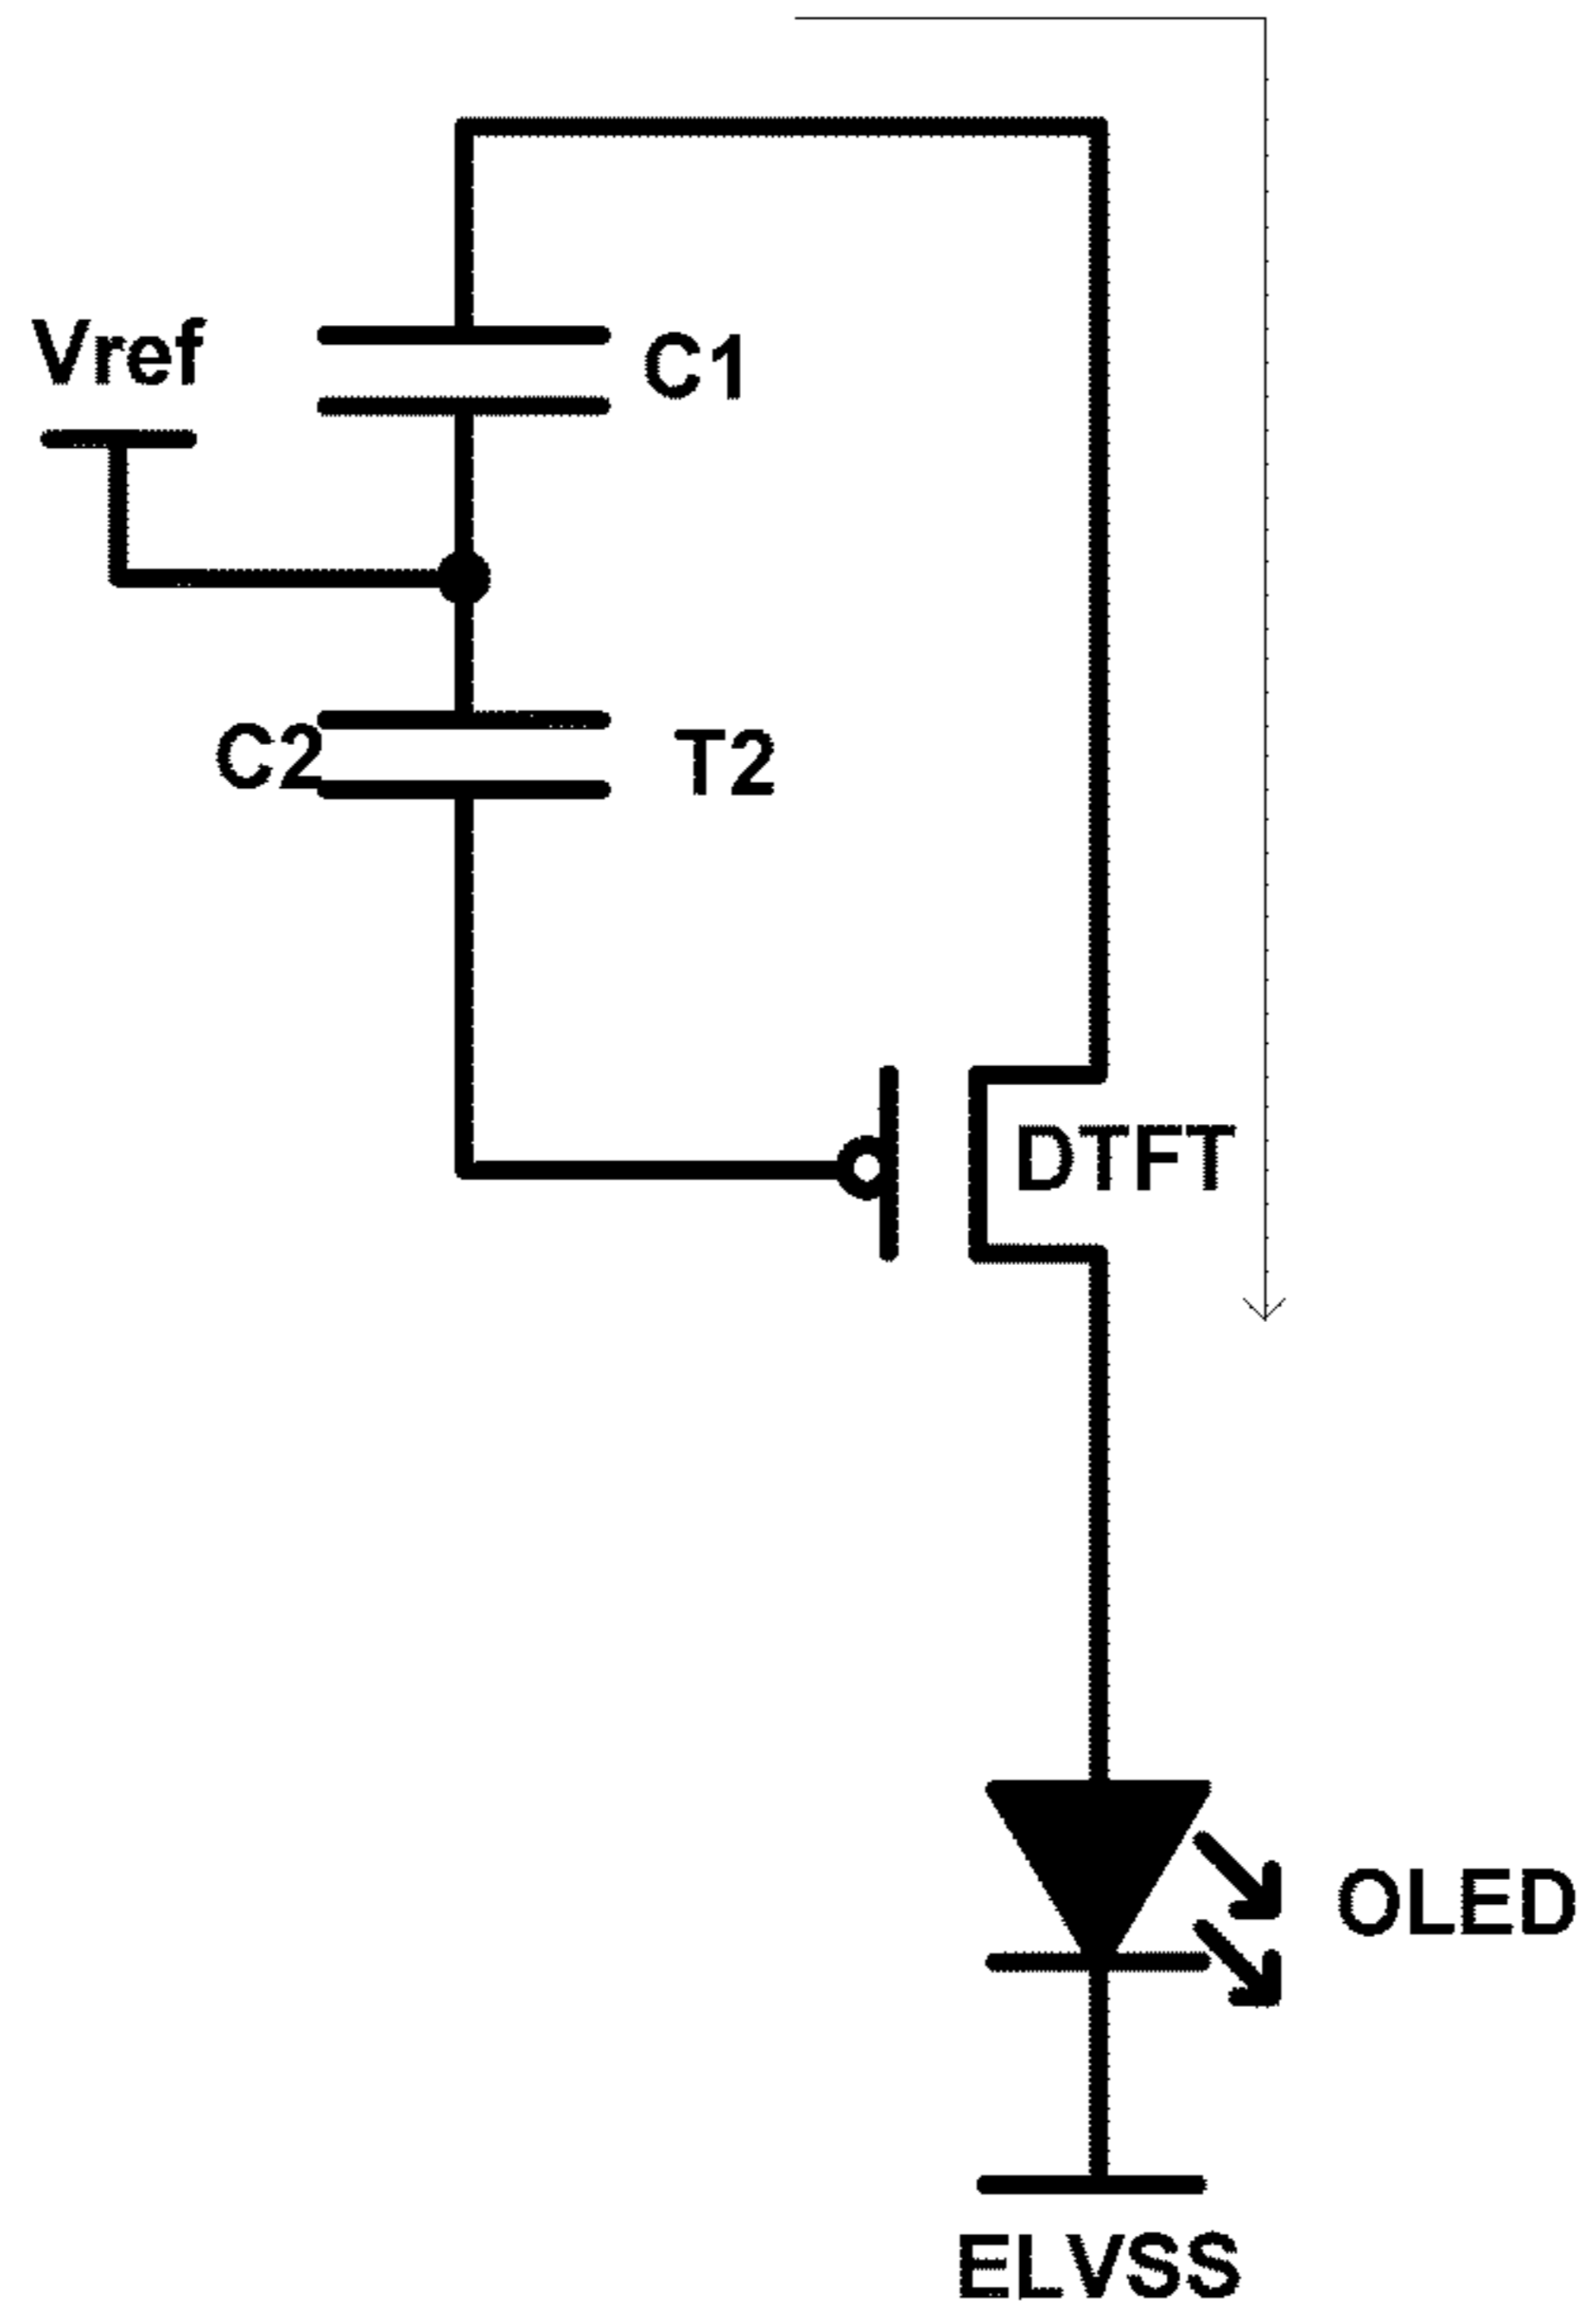 Vref
C1
C2
T2
DTFT
OLED
ELVSS